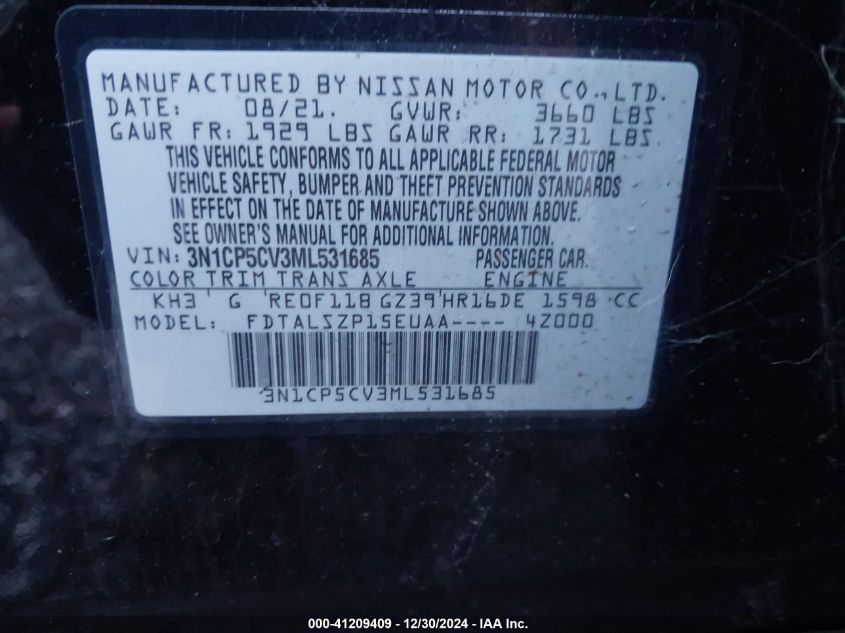 MANUFACTURED BY NISSAN MOTOR CO., LTD.
DATE: 08/21. GVWR: 3660 LBS
GAWR FR: 1929 LBS GAWR RR: 1731 LBS.
THIS VEHICLE CONFORMS TO ALL APPLICABLE FEDERAL MOTOR
VEHICLE SAFETY, BUMPER AND THEFT PREVENTION STANDARDS
IN EFFECT ON THE DATE OF MANUFACTURE SHOWN ABOVE.
SEE OWNER'S MANUAL FOR ADDITIONAL INFORMATION.
VIN: 3N1CP5CV3ML531685 PASSENGER CAR.
COLOR TRIM TRANS AXLE ENGINE
KH3 G RE0F11B GZ39 HR16DE 1598 CC
MODEL: FDTALSZP15EUAA---- 4Z000
3N1CP5CV3ML531685
000-41209409 - 12/30/2024 - IAA Inc.